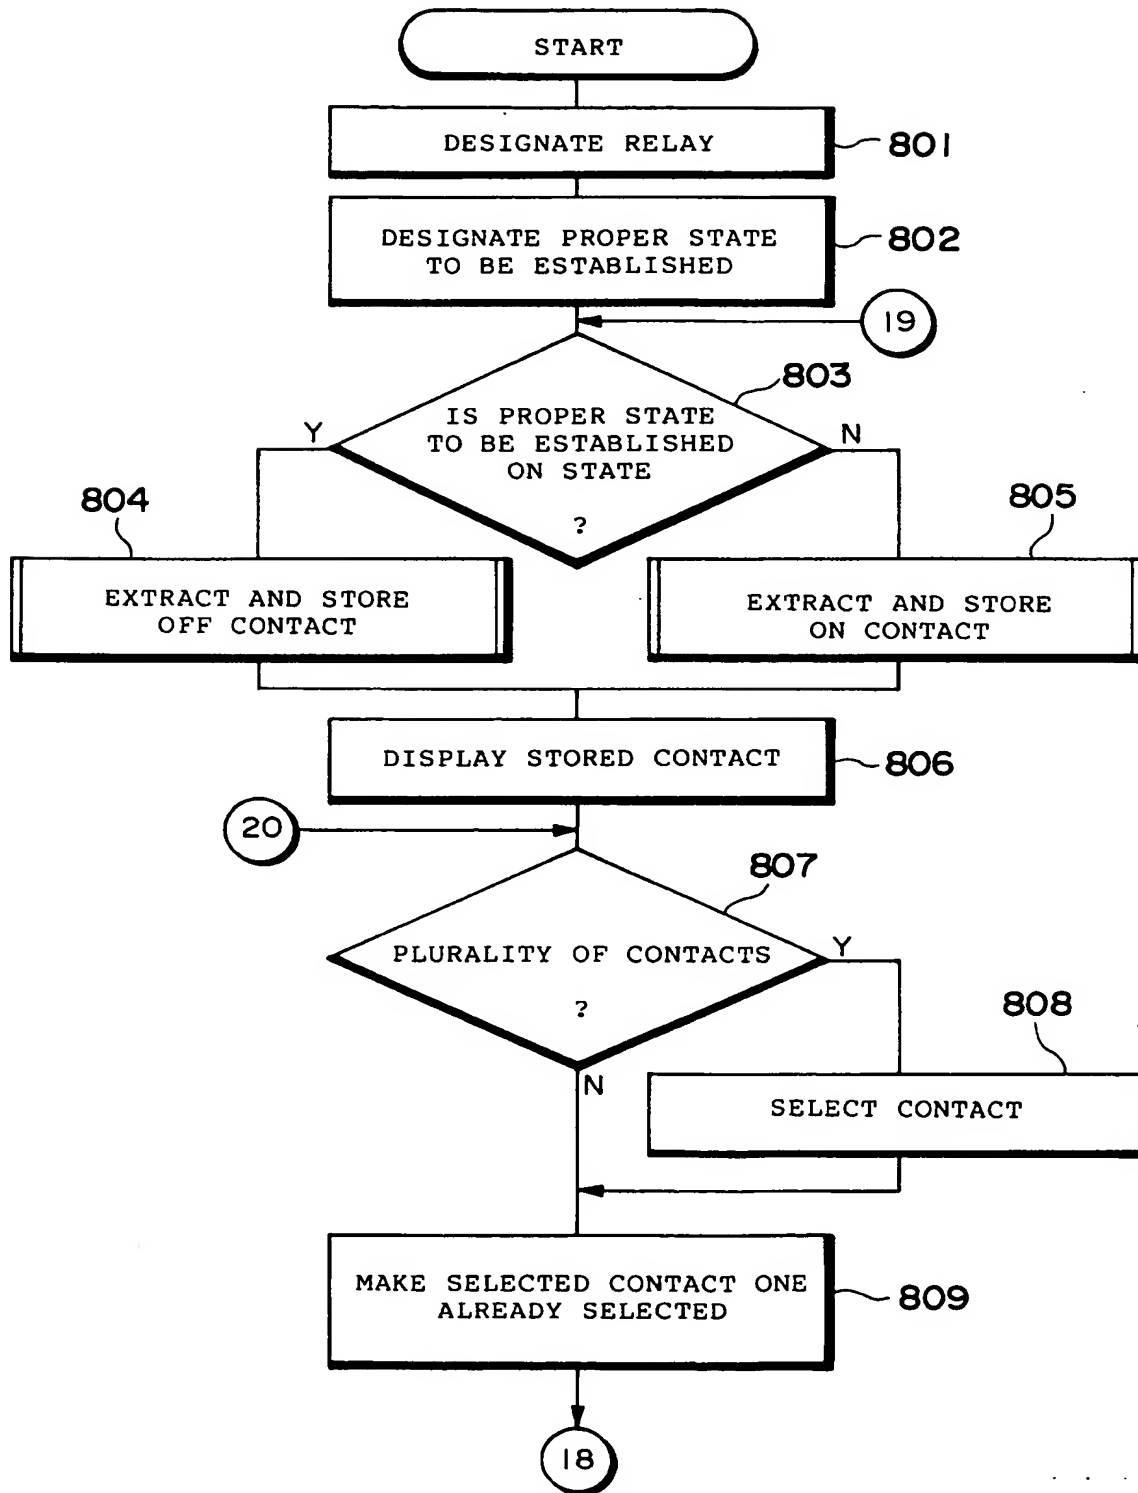 START
DESIGNATE RELAY
801
DESIGNATE PROPER STATE
TO BE ESTABLISHED
802
19
803
IS PROPER STATE
TO BE ESTABLISHED
ON STATE
?
Y
N
804
805
EXTRACT AND STORE
OFF CONTACT
EXTRACT AND STORE
ON CONTACT
DISPLAY STORED CONTACT
806
20
807
PLURALITY OF CONTACTS
?
Y
N
808
SELECT CONTACT
MAKE SELECTED CONTACT ONE
ALREADY SELECTED
809
18